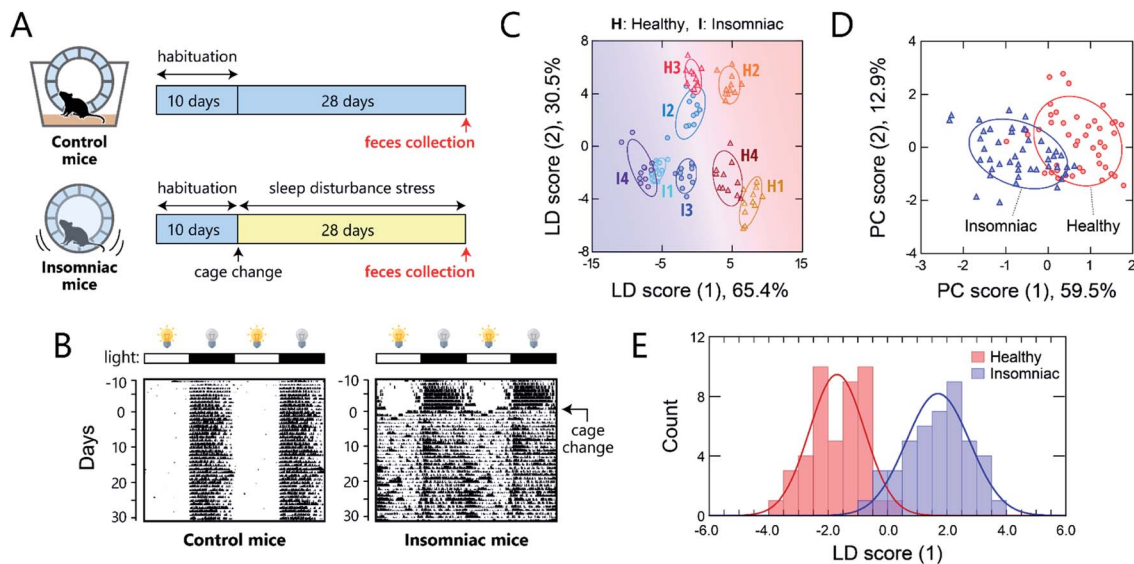 A
habituation
10 days
28 days
feces collection
Control
mice
habituation
sleep disturbance stress
10 days
28 days
cage change
feces collection
Insomniac
mice
B
light:
-10
0
10
20
30
Days
Control mice
-10
0
10
20
30
cage
change
Insomniac mice
C
H: Healthy, I: Insomniac
8
4
0
-4
-8
LD score (2), 30.5%
H3
H2
I2
H4
I4
I1
I3
H1
-15
-5
5
15
LD score (1), 65.4%
D
4
2
0
-2
-4
PC score (2), 12.9%
Insomniac
Healthy
-3
-2
-1
0
1
2
PC score (1), 59.5%
E
12
8
4
0
Count
Healthy
Insomniac
-6.0
-4.0
-2.0
0.0
2.0
4.0
6.0
LD score (1)